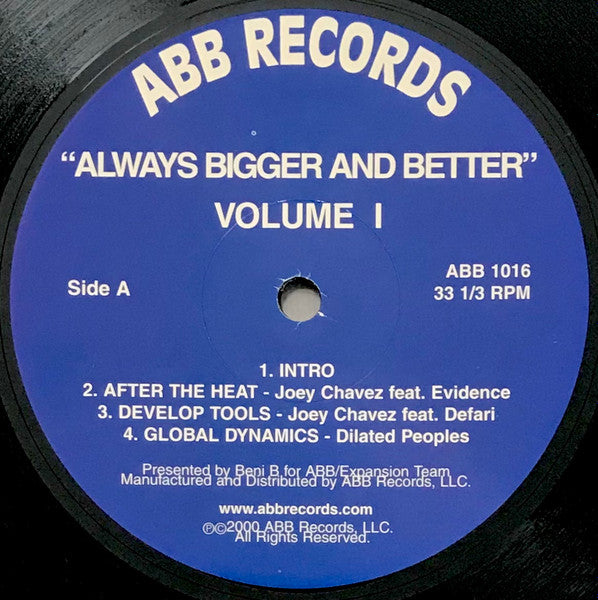 ABB RECORDS
"ALWAYS BIGGER AND BETTER"
VOLUME I
Side A
ABB 1016
33 1/3 RPM
1. INTRO
2. AFTER THE HEAT - Joey Chavez feat. Evidence
3. DEVELOP TOOLS - Joey Chavez feat. Defari
4. GLOBAL DYNAMICS - Dilated Peoples
Presented by Beni B for ABB/Expansion Team
Manufactured and Distributed by ABB Records, LLC.
www.abbrecords.com
℗©2000 ABB Records, LLC.
All Rights Reserved.